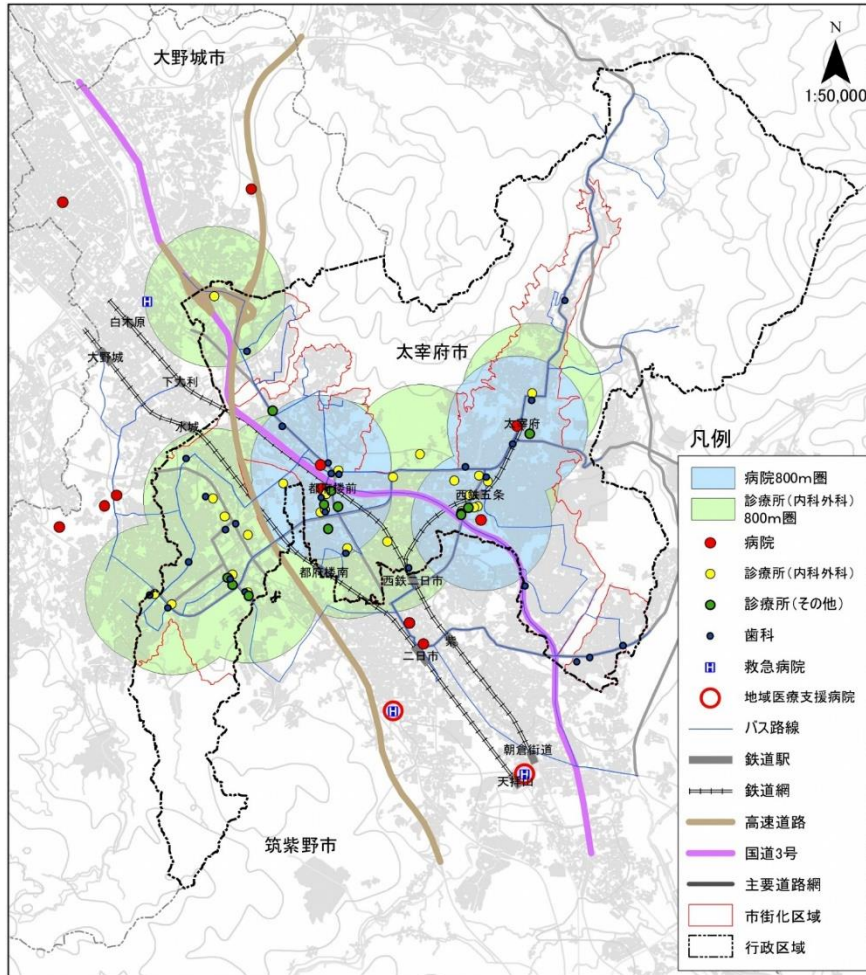 大野城市
N
1:50,000
白木原
大野城
太宰府市
下大利
水城
太宰府
凡例
都府楼前
西鉄五条
都府楼南
西鉄二日市
紫
二日市
朝倉街道
天拝山
筑紫野市
病院800m圏
診療所(内科外科)
800m圏
病院
診療所(内科外科)
診療所(その他)
歯科
H
救急病院
H
地域医療支援病院
バス路線
鉄道駅
鉄道網
高速道路
国道3号
主要道路網
市街化区域
行政区域